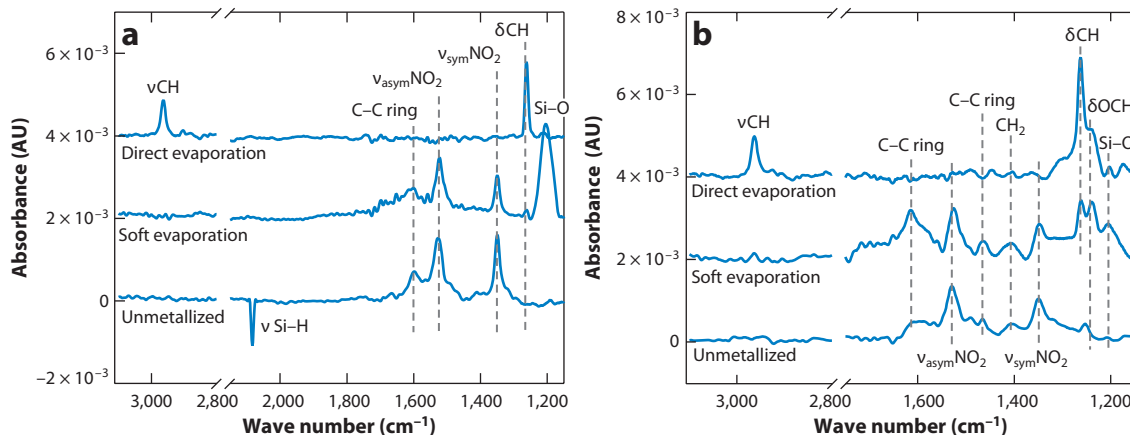 a
6 × 10⁻³
4 × 10⁻³
2 × 10⁻³
0
−2 × 10⁻³
Absorbance (AU)
νCH
C–C ring
ν_asymNO₂
ν_symNO₂
δCH
Si–O
Direct evaporation
Soft evaporation
Unmetallized
ν Si–H
3,000
2,800
2,000
1,800
1,600
1,400
1,200
Wave number (cm⁻¹)
b
8 × 10⁻³
6 × 10⁻³
4 × 10⁻³
2 × 10⁻³
0
Absorbance (AU)
δCH
νCH
C–C ring
C–C ring
CH₂
δOCH
Si–O
Direct evaporation
Soft evaporation
Unmetallized
ν_asymNO₂
ν_symNO₂
3,000
2,800
1,800
1,600
1,400
1,200
Wave number (cm⁻¹)